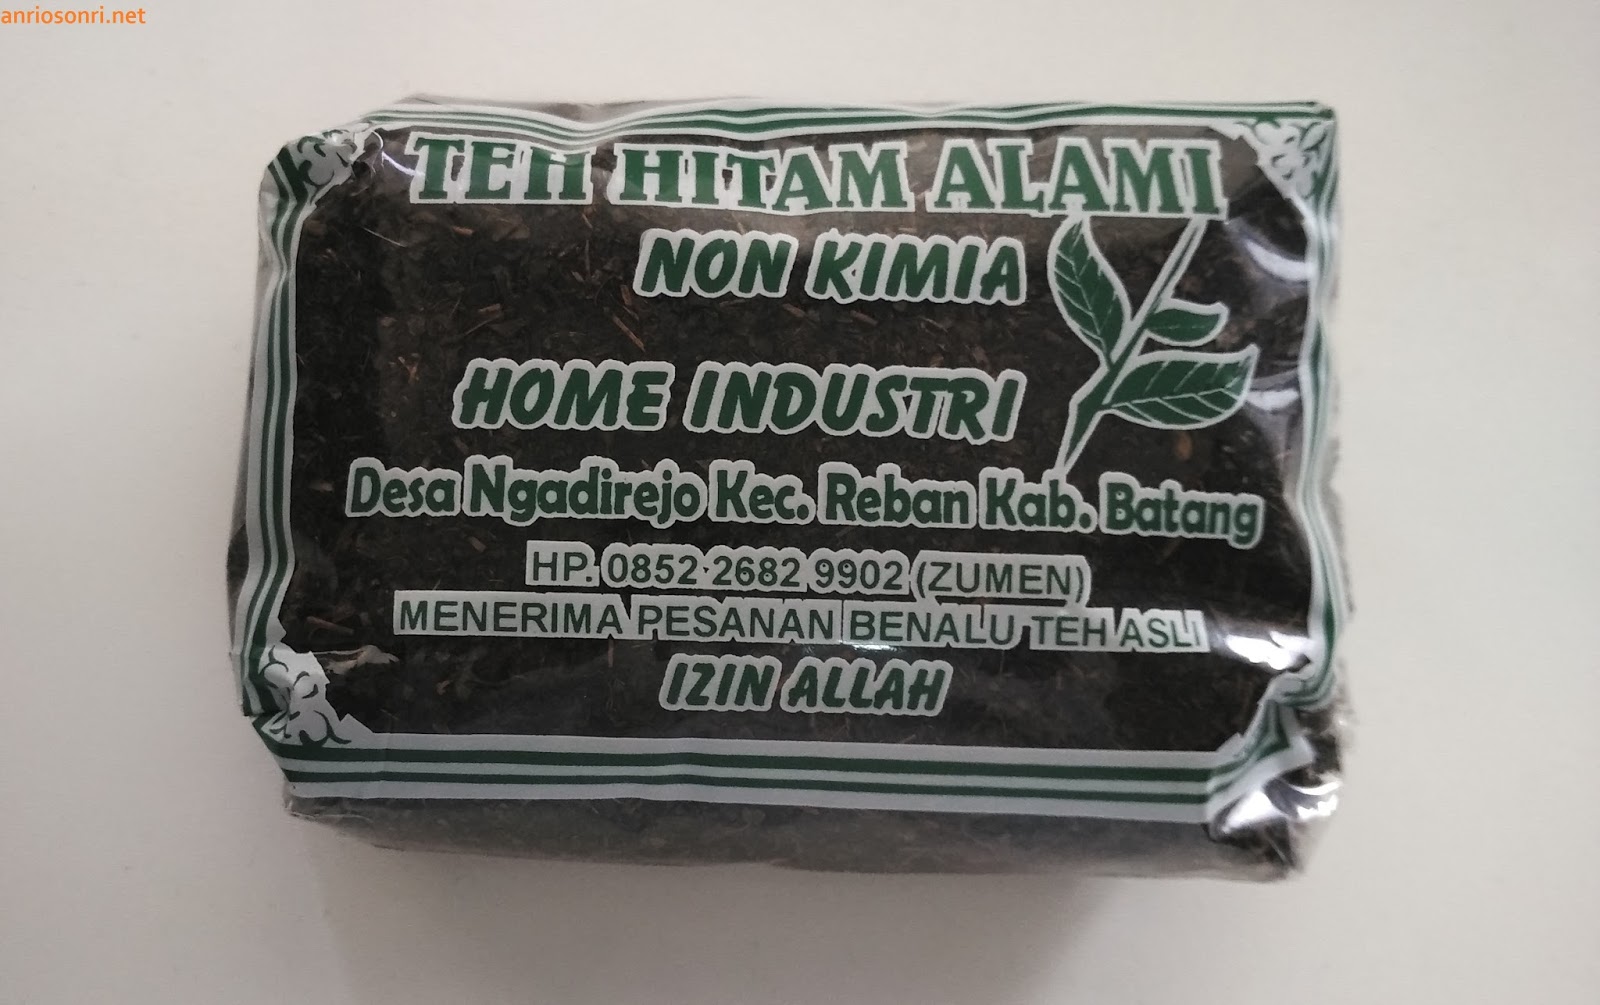 anriosonri.net
TEH HITAM ALAMI
NON KIMIA
HOME INDUSTRI
Desa Ngadirejo Kec. Reban Kab. Batang
HP. 0852 2682 9902 (ZUMEN)
MENERIMA PESANAN BENALU TEH ASLI
IZIN ALLAH